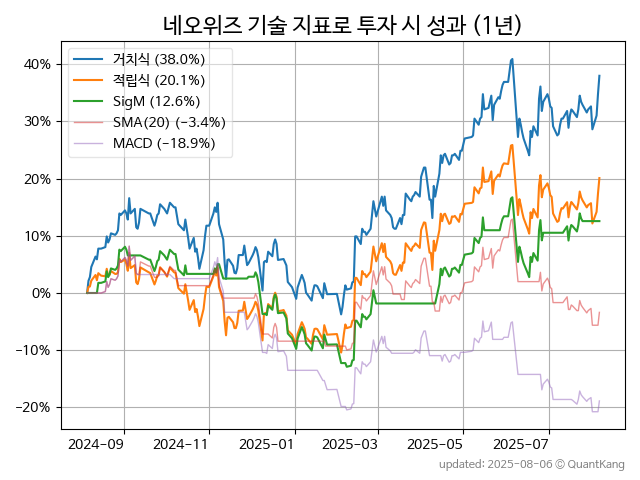 네오위즈 기술 지표로 투자 시 성과 (1년)
거치식 (38.0%)
적립식 (20.1%)
SigM (12.6%)
SMA(20) (−3.4%)
MACD (−18.9%)
40%
30%
20%
10%
0%
−10%
−20%
2024-09 2024-11 2025-01 2025-03 2025-05 2025-07
updated: 2025-08-06 © QuantKang